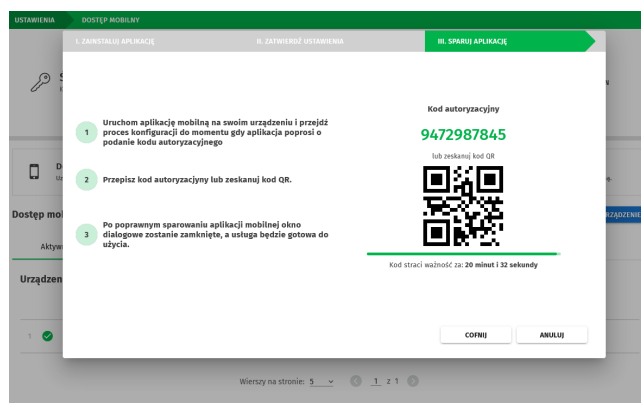 USTAWIENIA
DOSTĘP MOBILNY
I. ZAINSTALUJ APLIKACJĘ
II. ZATWIERDŹ USTAWIENIA
III. SPARUJ APLIKACJĘ
1
Uruchom aplikację mobilną na swoim urządzeniu i przejdź
proces konfiguracji do momentu gdy aplikacja poprosi o
podanie kodu autoryzacyjnego
2
Przepisz kod autoryzacjyny lub zeskanuj kod QR.
3
Po poprawnym sparowaniu aplikacji mobilnej okno
dialogowe zostanie zamknięte, a usługa będzie gotowa do
użycia.
Kod autoryzacyjny
9472987845
lub zeskanuj kod QR
Kod straci ważność za: 20 minut i 32 sekundy
COFNIJ
ANULUJ
Dostęp mo
Aktyw
Urządzen
1
Wierszy na stronie: 5
1 z 1